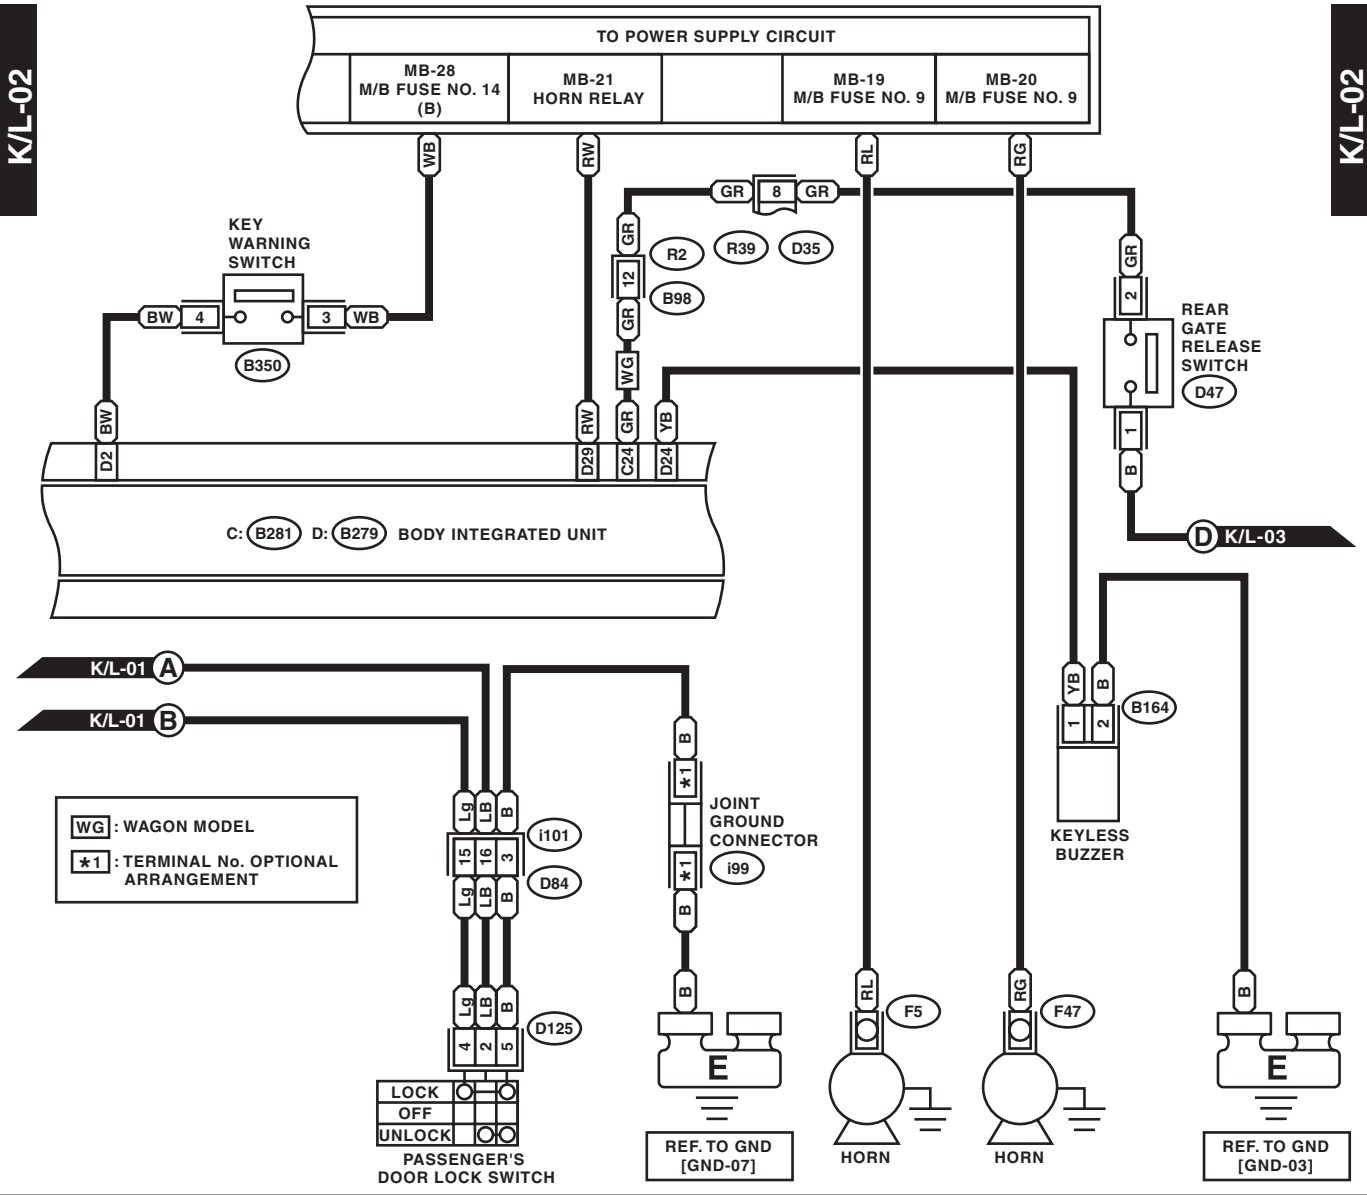 K/L-02
K/L-02
TO POWER SUPPLY CIRCUIT
MB-28
M/B FUSE NO. 14
(B)
MB-21
HORN RELAY
MB-19
M/B FUSE NO. 9
MB-20
M/B FUSE NO. 9
WB
RW
RL
RG
GR
8
GR
R2
R39
D35
GR
12
B98
GR
WG
GR
C24
KEY
WARNING
SWITCH
BW
4
3
WB
B350
BW
D2
RW
D29
YB
D24
GR
2
REAR
GATE
RELEASE
SWITCH
D47
1
B
D
K/L-03
C:
B281
D:
B279
BODY INTEGRATED UNIT
K/L-01
A
K/L-01
B
B
*1
JOINT
GROUND
CONNECTOR
*1
i99
B
B
YB
B
1
2
B164
KEYLESS
BUZZER
WG : WAGON MODEL
*1 : TERMINAL No. OPTIONAL
ARRANGEMENT
Lg
LB
B
i101
15
16
3
D84
Lg
LB
B
Lg
LB
B
D125
4
2
5
LOCK
OFF
UNLOCK
PASSENGER'S
DOOR LOCK SWITCH
E
REF. TO GND
[GND-07]
RL
F5
HORN
RG
F47
HORN
B
E
REF. TO GND
[GND-03]